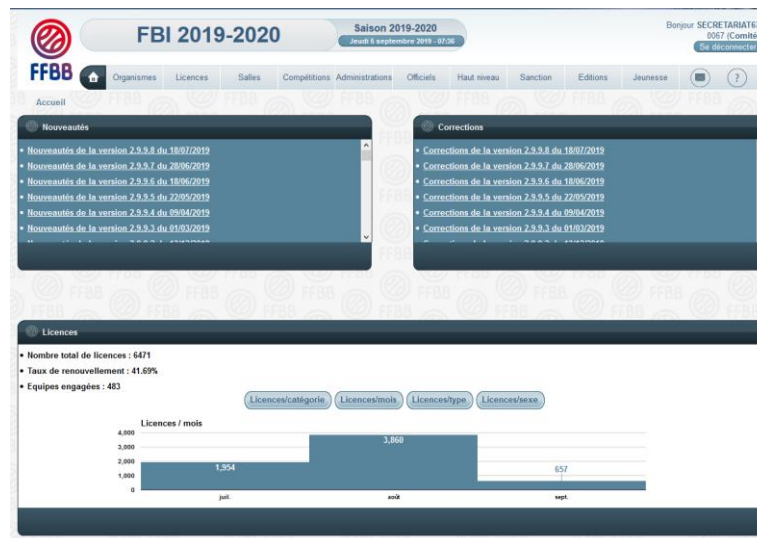 FBI 2019-2020
Saison 2019-2020
Jeudi 5 septembre 2019 - 07:36
Bonjour SECRETARIAT6
0067 (Comité
Se déconnecter
FFBB
Organismes Licences Salles Compétitions Administrations Officiels Haut niveau Sanction Editions Jeunesse ?
Accueil
Nouveautés
Nouveautés de la version 2.9.9.8 du 18/07/2019
Nouveautés de la version 2.9.9.7 du 28/06/2019
Nouveautés de la version 2.9.9.6 du 18/06/2019
Nouveautés de la version 2.9.9.5 du 22/05/2019
Nouveautés de la version 2.9.9.4 du 09/04/2019
Nouveautés de la version 2.9.9.3 du 01/03/2019
Corrections
Corrections de la version 2.9.9.8 du 18/07/2019
Corrections de la version 2.9.9.7 du 28/06/2019
Corrections de la version 2.9.9.6 du 18/06/2019
Corrections de la version 2.9.9.5 du 22/05/2019
Corrections de la version 2.9.9.4 du 09/04/2019
Corrections de la version 2.9.9.3 du 01/03/2019
Licences
Nombre total de licences : 6471
Taux de renouvellement : 41.69%
Equipes engagées : 483
Licences/catégorie Licences/mois Licences/type Licences/sexe
Licences / mois
4,000
3,000
2,000
1,000
0
1,954
3,860
657
juil. août sept.